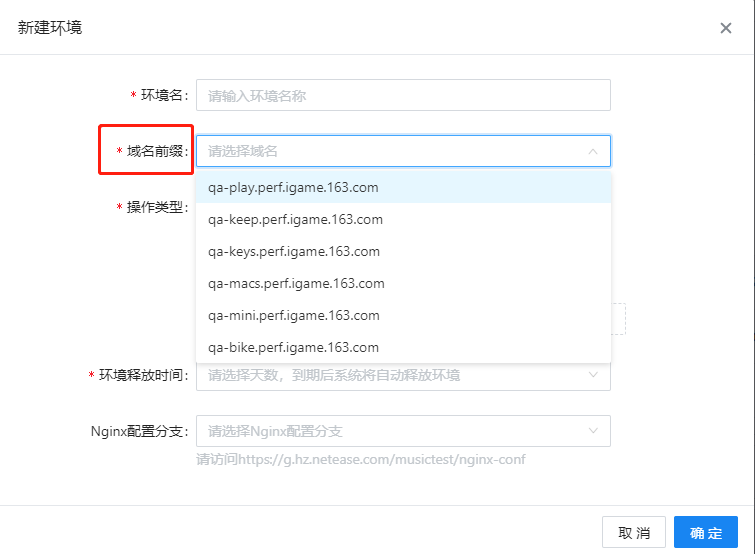 新建环境
* 环境名: 请输入环境名称
* 域名前缀: 请选择域名
qa-play.perf.igame.163.com
* 操作类型:
qa-keep.perf.igame.163.com
qa-keys.perf.igame.163.com
qa-macs.perf.igame.163.com
qa-mini.perf.igame.163.com
qa-bike.perf.igame.163.com
* 环境释放时间: 请选择天数，到期后系统将自动释放环境
Nginx配置分支: 请选择Nginx配置分支
请访问https://g.hz.netease.com/musictest/nginx-conf
取 消 确 定